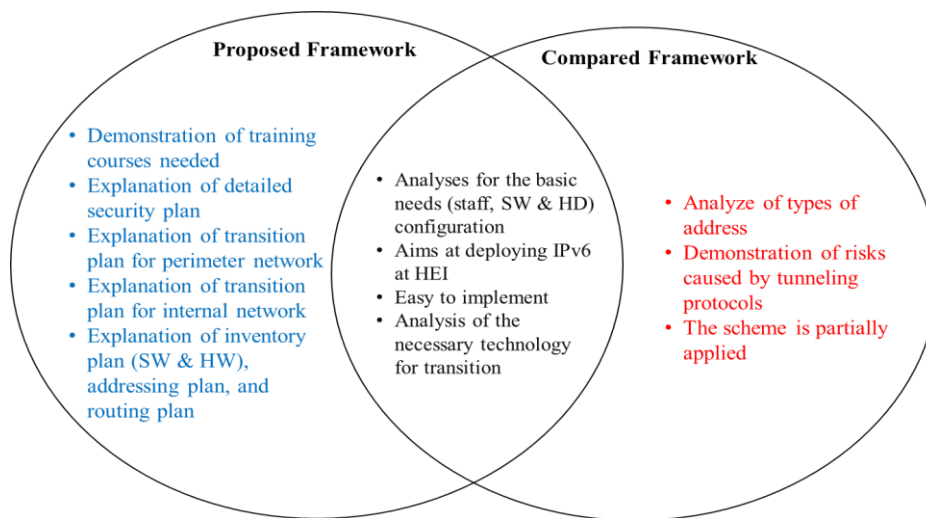 Proposed Framework
• Demonstration of training
courses needed
• Explanation of detailed
security plan
• Explanation of transition
plan for perimeter network
• Explanation of transition
plan for internal network
• Explanation of inventory
plan (SW & HW),
addressing plan, and
routing plan
• Analyses for the basic
needs (staff, SW & HD)
configuration
• Aims at deploying IPv6
at HEI
• Easy to implement
• Analysis of the
necessary technology
for transition
Compared Framework
• Analyze of types of
address
• Demonstration of risks
caused by tunneling
protocols
• The scheme is partially
applied